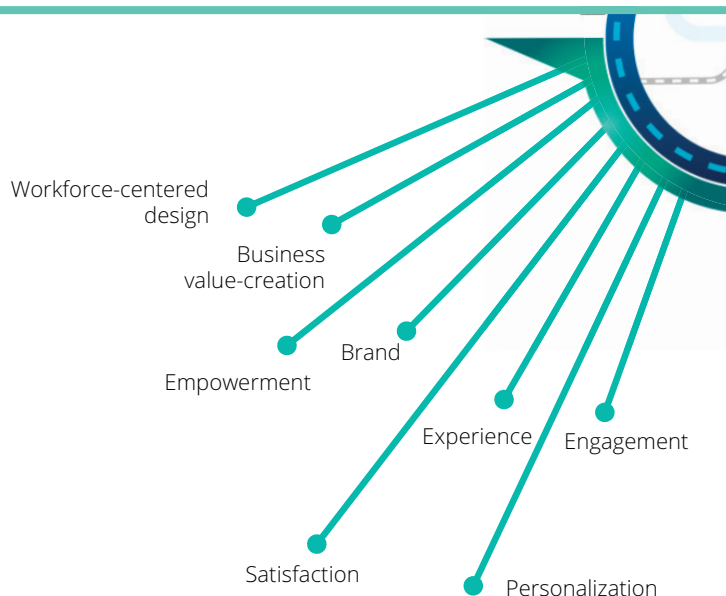 Workforce-centered
design
Business
value-creation
Brand
Empowerment
Experience
Engagement
Satisfaction
Personalization